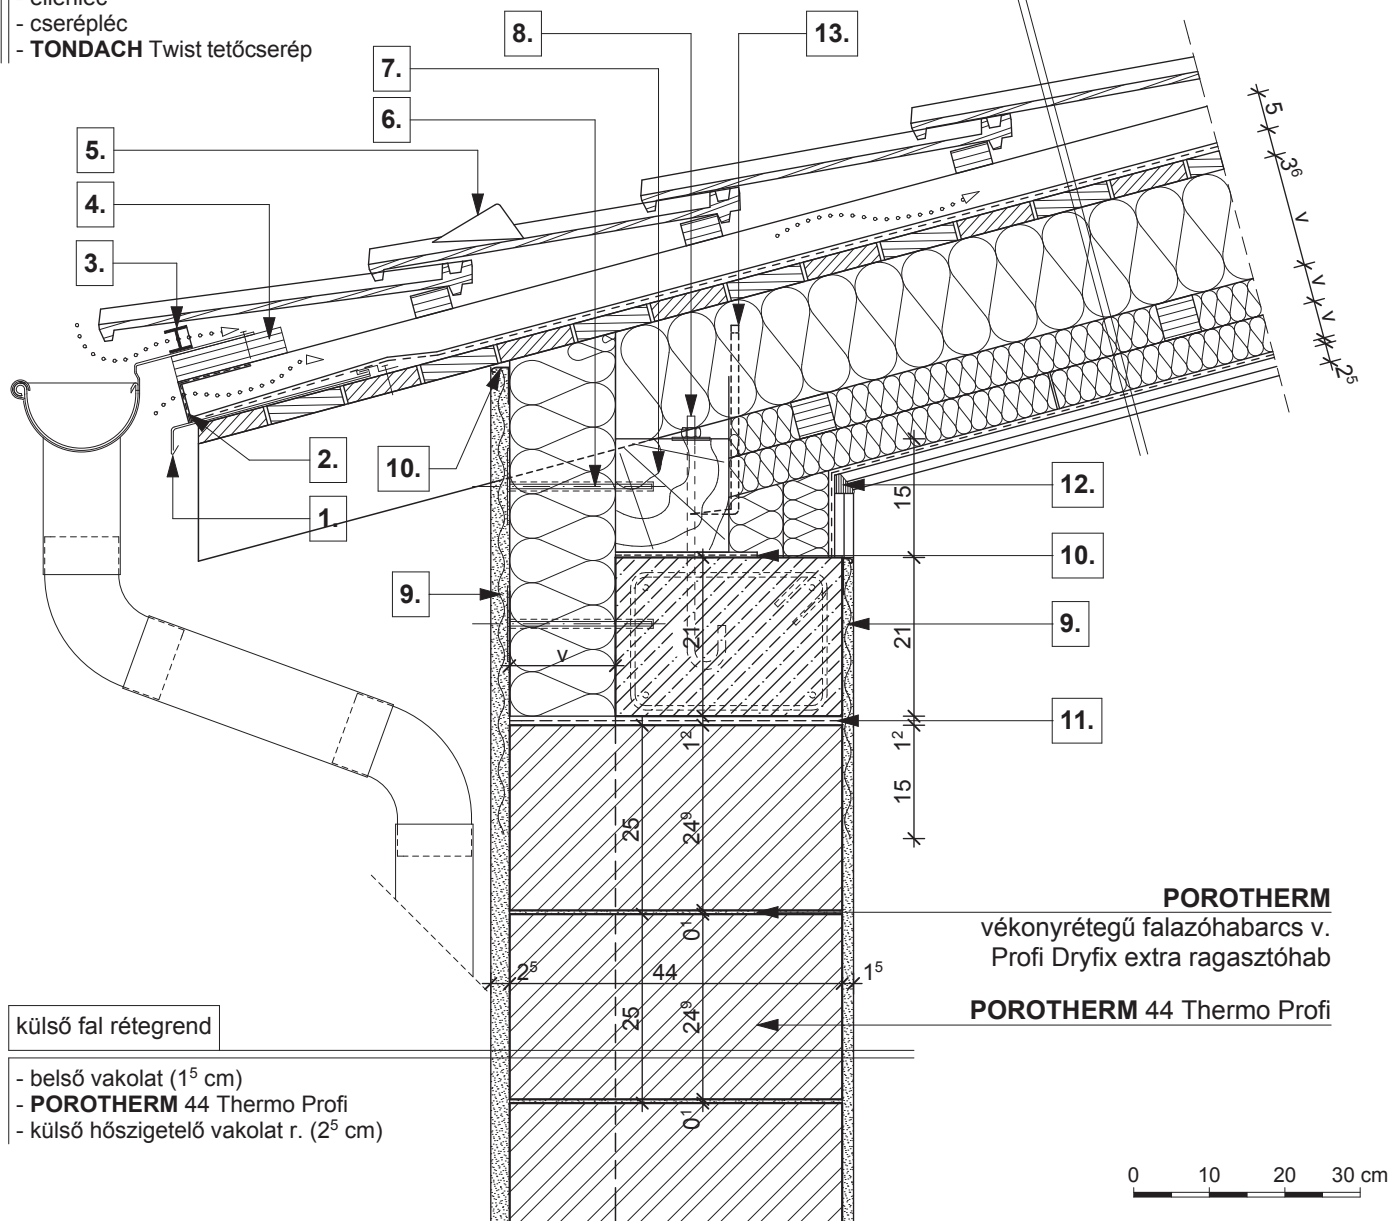 - ellenléc
- cserépléc
- TONDACH Twist tetőcserép
8.
13.
7.
6.
5.
4.
3.
2.
1.
10.
9.
12.
10.
9.
11.
5
3⁶
v
v
v
2⁵
15
21
1²
15
v
21
1²
25
24⁹
0¹
2⁵
44
1⁵
25
24⁹
0¹
POROTHERM
vékonyrétegű falazóhabarcs v.
Profi Dryfix extra ragasztóhab
POROTHERM 44 Thermo Profi
külső fal rétegrend
- belső vakolat (1⁵ cm)
- POROTHERM 44 Thermo Profi
- külső hőszigetelő vakolat r. (2⁵ cm)
0 10 20 30 cm